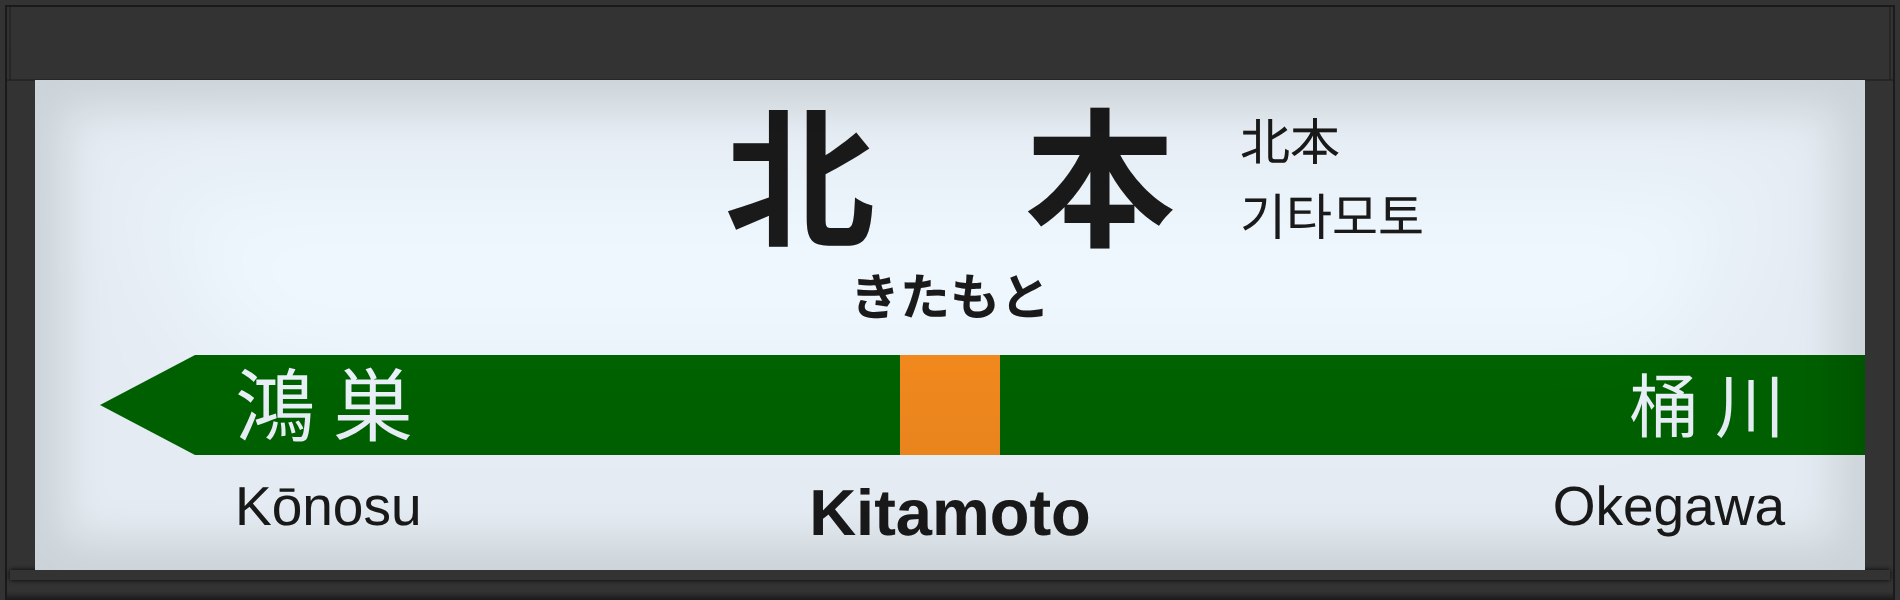 北 本
北本
기타모토
きたもと
鴻巣
桶川
Kōnosu
Kitamoto
Okegawa